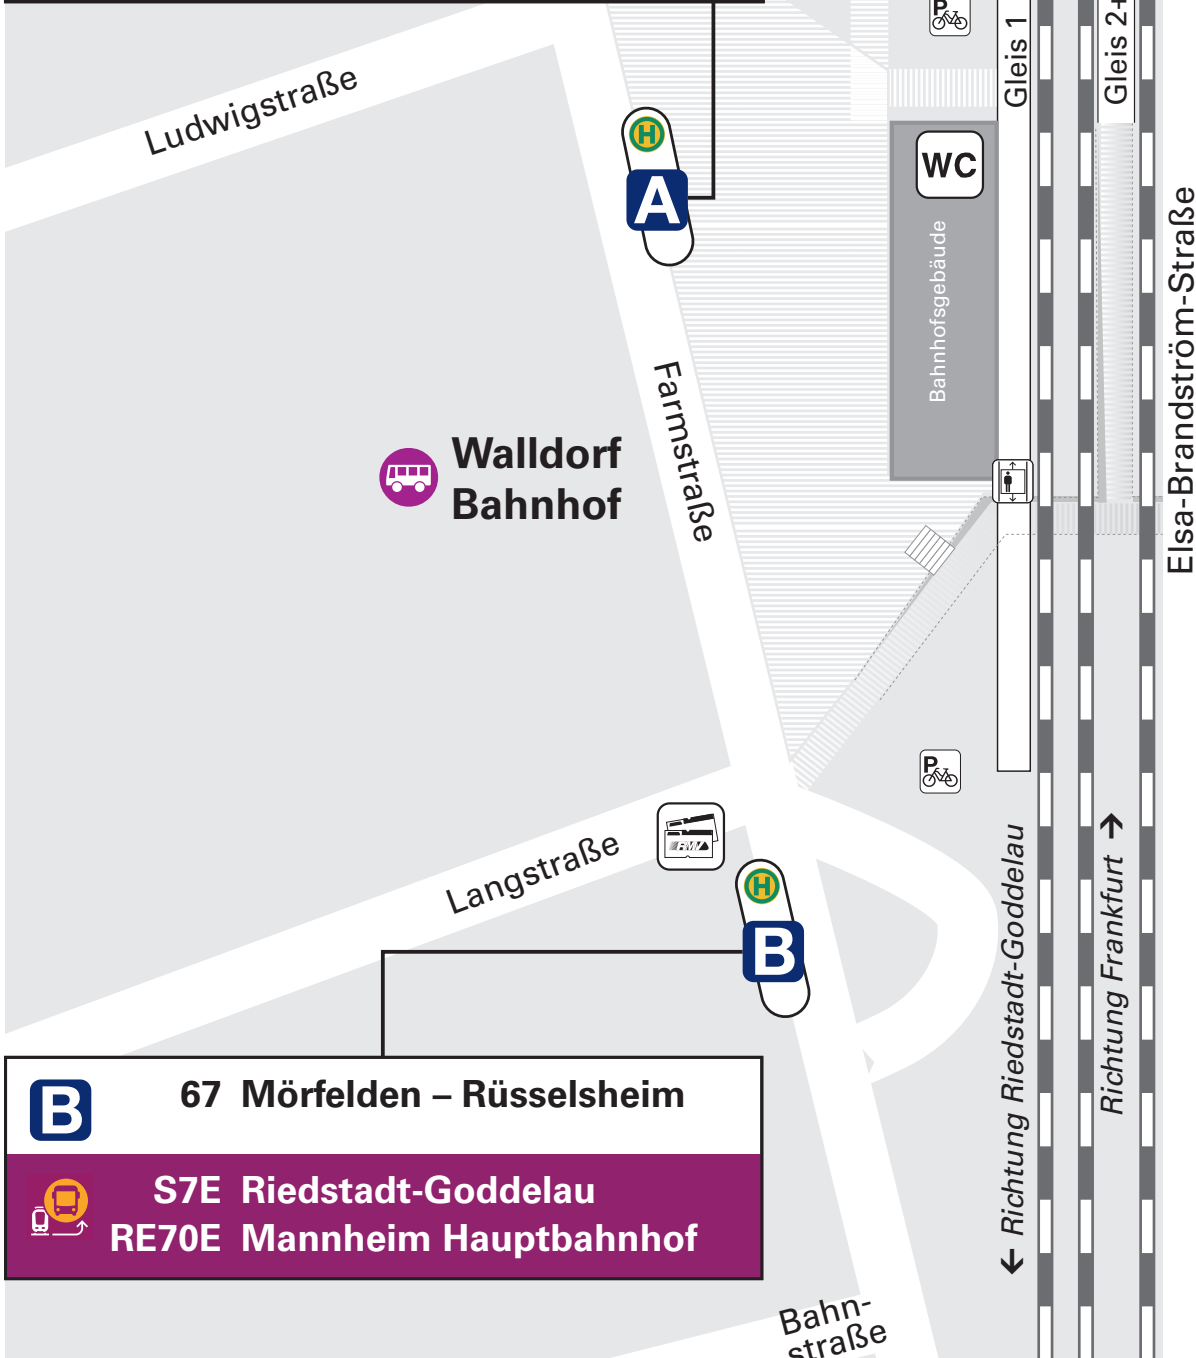 P
Gleis 1
Gleis 2+
Ludwigstraße
H
A
WC
Bahnhofsgebäude
Elsa-Brandström-Straße
Farmstraße
Walldorf
Bahnhof
P
RMV
Langstraße
H
B
← Richtung Riedstadt-Goddelau
Richtung Frankfurt →
B 67 Mörfelden – Rüsselsheim
S7E Riedstadt-Goddelau
RE70E Mannheim Hauptbahnhof
Bahn-
straße